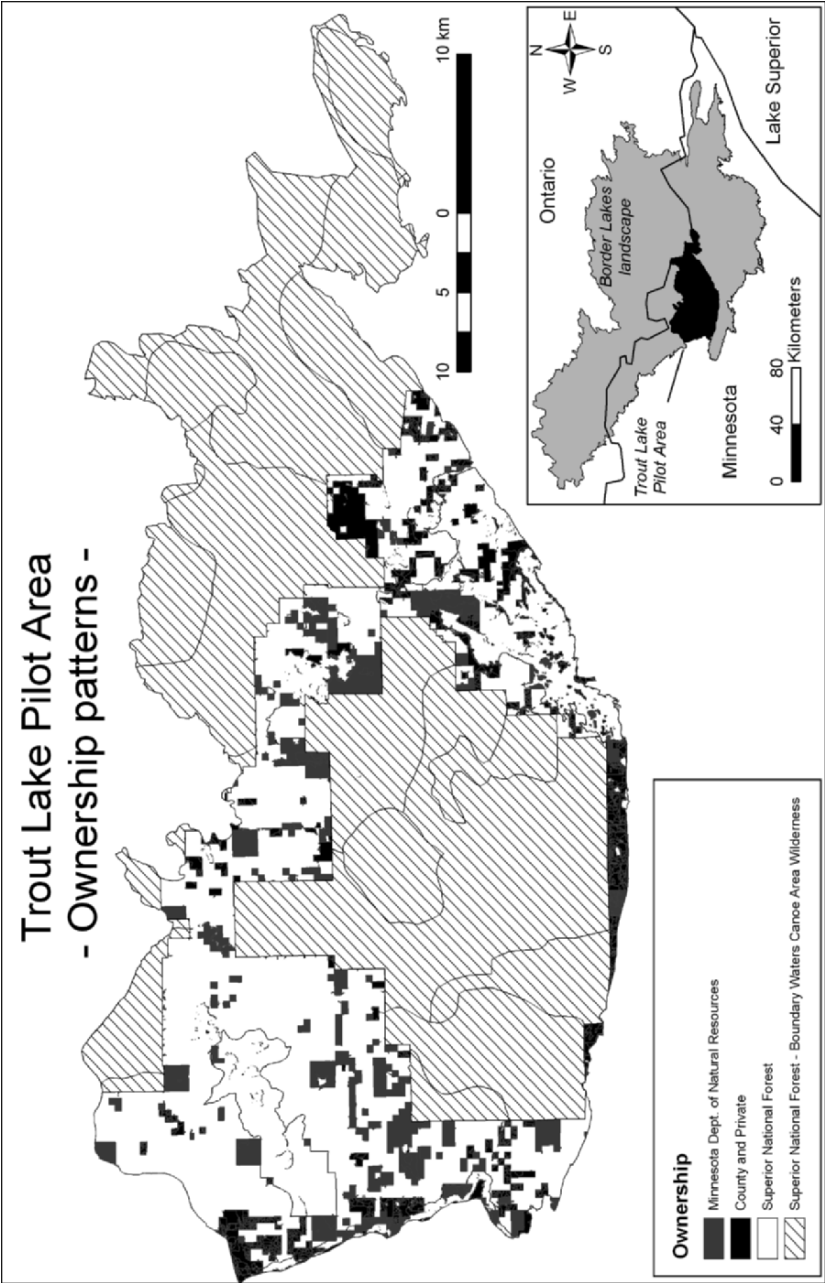 Trout Lake Pilot Area
- Ownership patterns -
10
5
0
10 km
Ownership
Minnesota Dept. of Natural Resources
County and Private
Superior National Forest
Superior National Forest - Boundary Waters Canoe Area Wilderness
N
E
W
S
Ontario
Border Lakes
landscape
Lake Superior
Trout Lake
Pilot Area
Minnesota
0
40
80
Kilometers